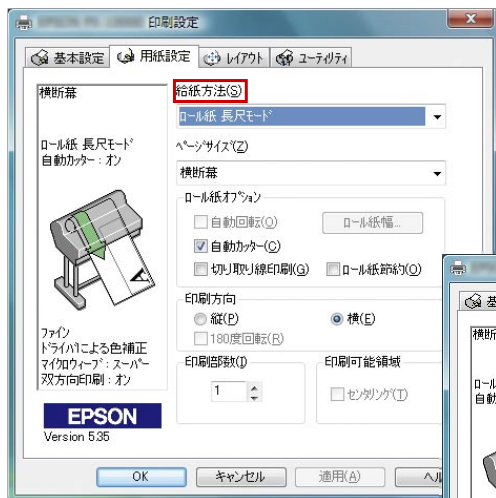 印刷設定
基本設定 用紙設定 レイアウト ユーティリティ
横断幕
ロール紙 長尺モード
自動カッター：オン
ファイン
ドライバによる色補正
マイクロウィーブ：スーパー
双方向印刷：オン
EPSON
Version 5.35
給紙方法(S)
ロール紙 長尺モード
ページサイズ(Z)
横断幕
ロール紙オプション
自動回転(O) ロール紙幅...
自動カッター(C)
切り取り線印刷(G) ロール紙節約(O)
印刷方向
縦(P) 横(E)
180度回転(R)
印刷部数(I)
1
印刷可能領域
センタリング(T)
OK キャンセル 適用(A) ヘル
基
横断
ロール
自動